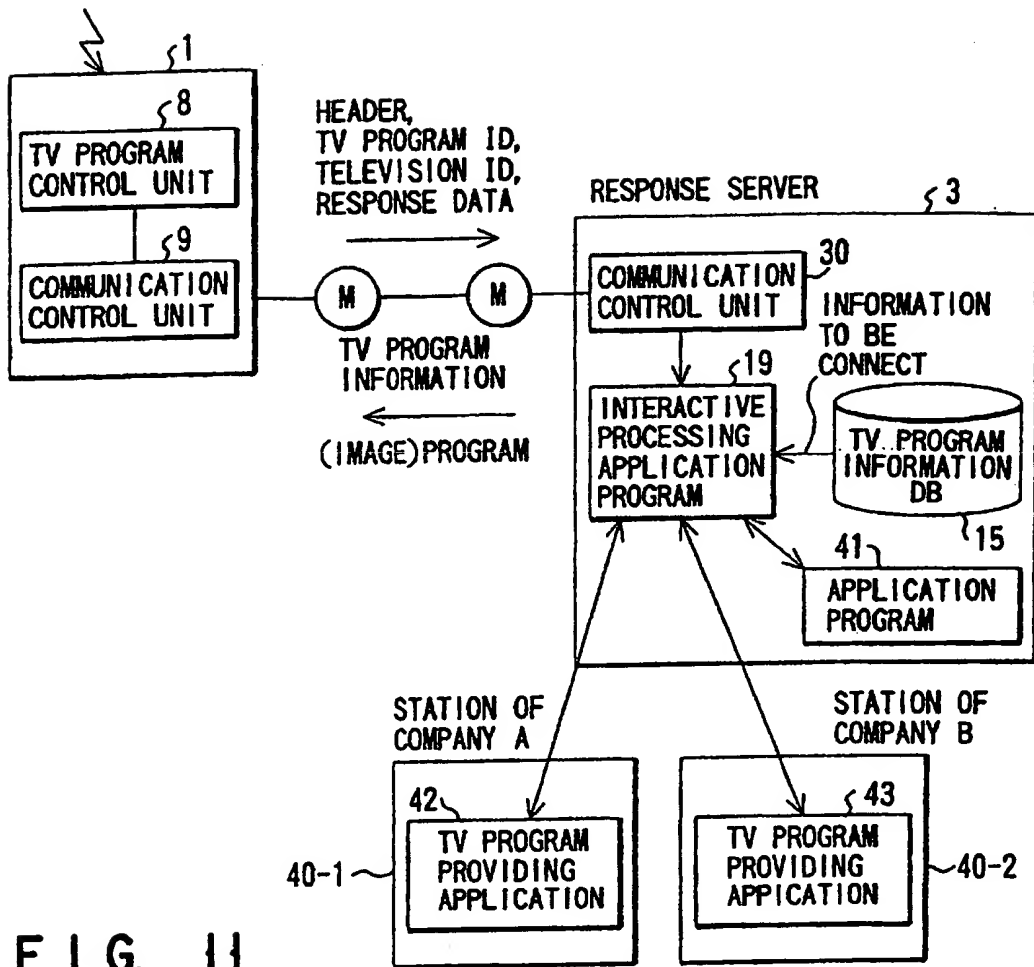 1
8
TV PROGRAM
CONTROL UNIT
9
COMMUNICATION
CONTROL UNIT
HEADER,
TV PROGRAM ID,
TELEVISION ID,
RESPONSE DATA
M
M
TV PROGRAM
INFORMATION
(IMAGE)PROGRAM
RESPONSE SERVER
3
COMMUNICATION
CONTROL UNIT
30
INFORMATION
TO BE
CONNECT
19
INTERACTIVE
PROCESSING
APPLICATION
PROGRAM
TV PROGRAM
INFORMATION
DB
15
41
APPLICATION
PROGRAM
STATION OF
COMPANY A
42
TV PROGRAM
PROVIDING
APPLICATION
40-1
STATION OF
COMPANY B
43
TV PROGRAM
PROVIDING
APPICATION
40-2
FIG. 11